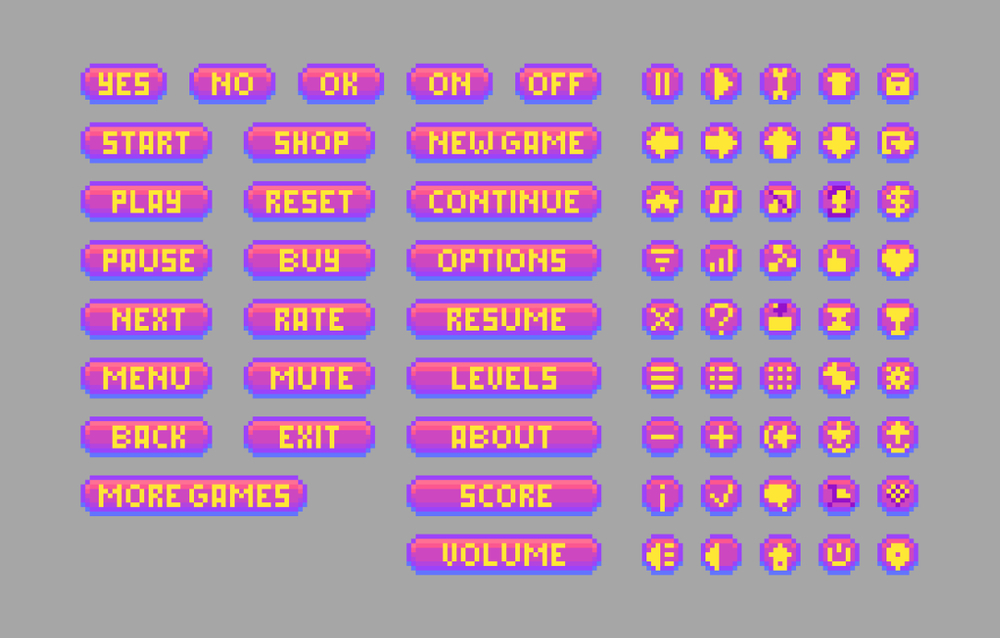 YES NO OK ON OFF
START SHOP NEW GAME
PLAY RESET CONTINUE
PAUSE BUY OPTIONS
NEXT RATE RESUME
MENU MUTE LEVELS
BACK EXIT ABOUT
MORE GAMES SCORE
VOLUME